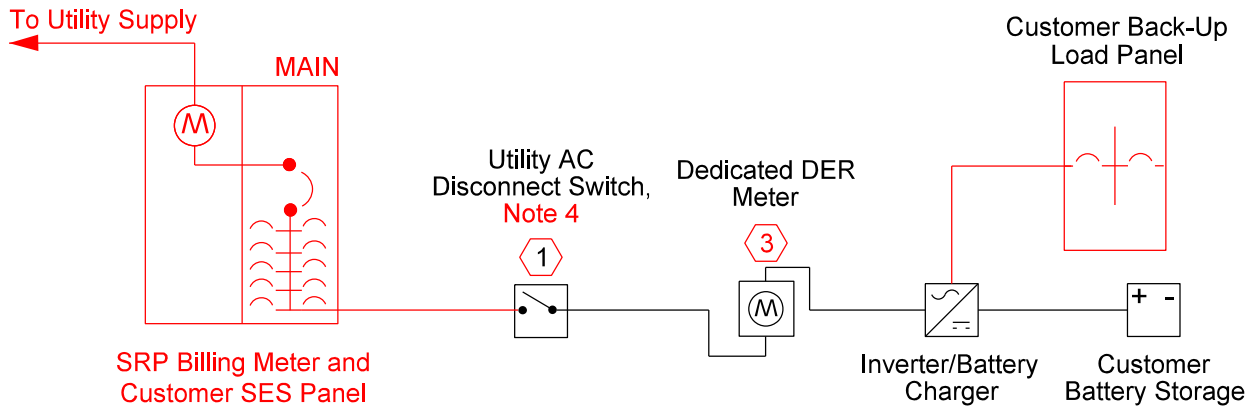 To Utility Supply
MAIN
Customer Back-Up
Load Panel
M
Utility AC
Disconnect Switch,
Note 4
1
Dedicated DER
Meter
3
M
+ -
SRP Billing Meter and
Customer SES Panel
Inverter/Battery
Charger
Customer
Battery Storage